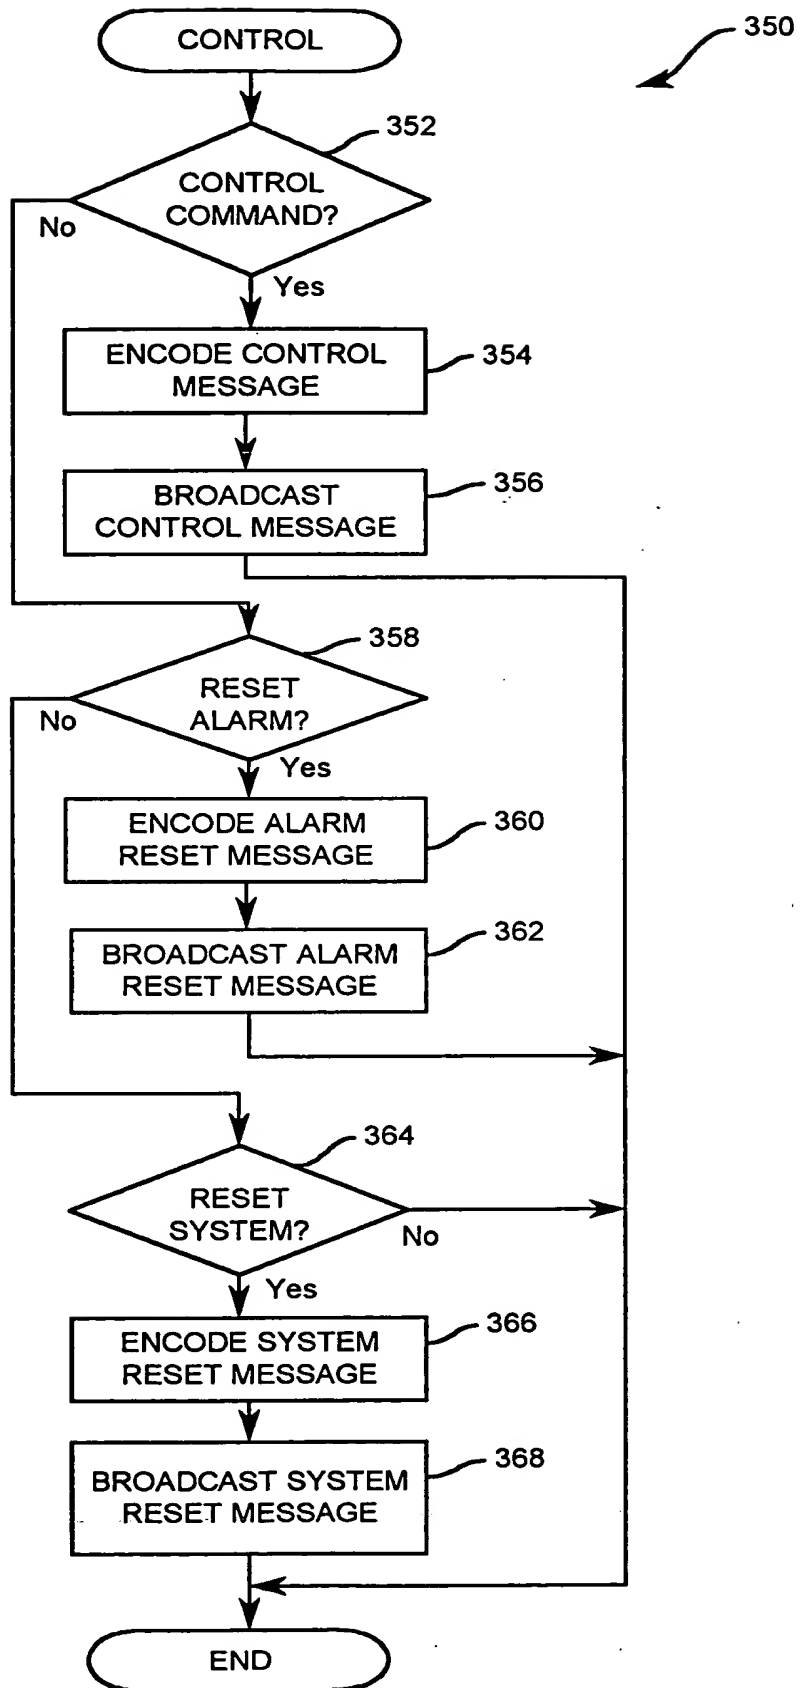 CONTROL
350
352
CONTROL
COMMAND?
No
Yes
ENCODE CONTROL
MESSAGE
354
BROADCAST
CONTROL MESSAGE
356
358
RESET
ALARM?
No
Yes
ENCODE ALARM
RESET MESSAGE
360
BROADCAST ALARM
RESET MESSAGE
362
364
RESET
SYSTEM?
No
Yes
ENCODE SYSTEM
RESET MESSAGE
366
BROADCAST SYSTEM
RESET MESSAGE
368
END